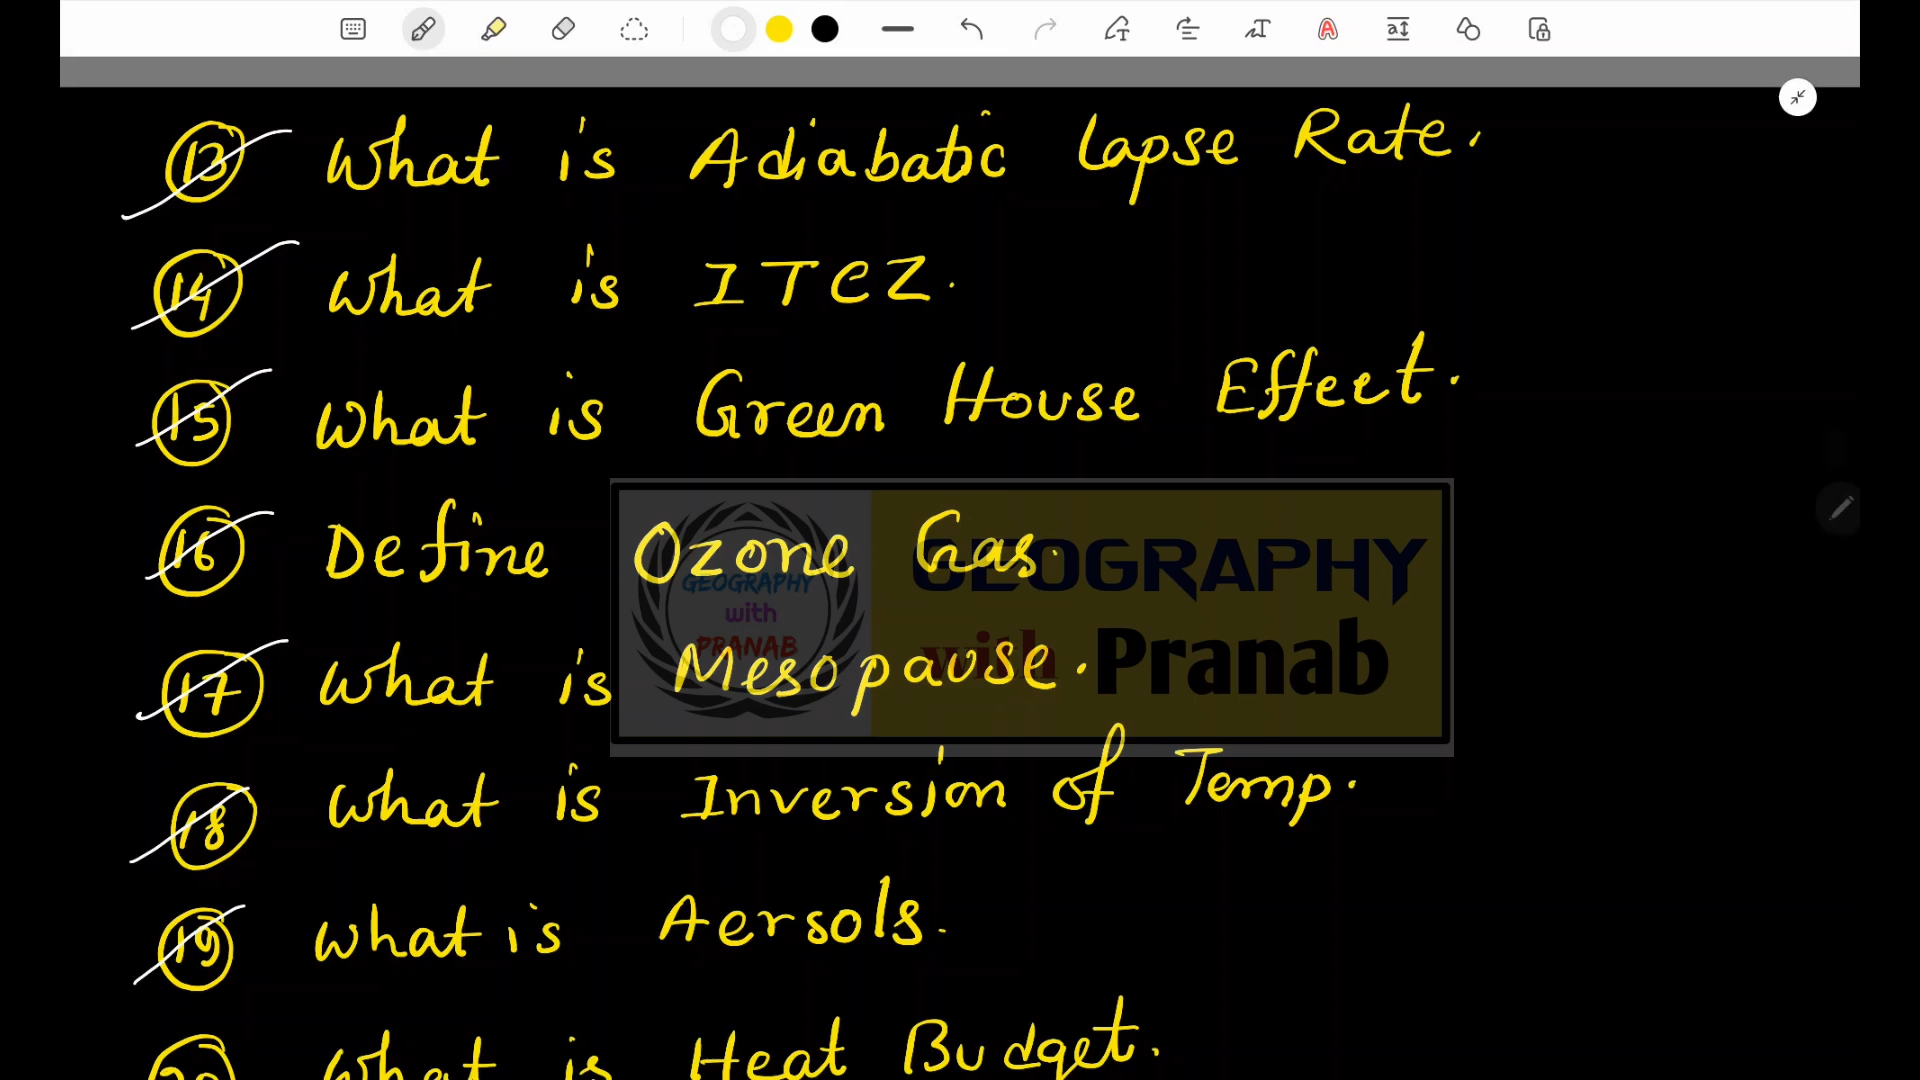 13 What is Adiabatic Lapse Rate.
14 What is ITCZ.
15 What is Green House Effect.
16 Define Ozone Gas.
17 What is Mesopause.
18 What is Inversion of Temp.
19 What is Aersols.
20 What is Heat Budget.
GEOGRAPHY
with
PRANAB
GEOGRAPHY
with Pranab